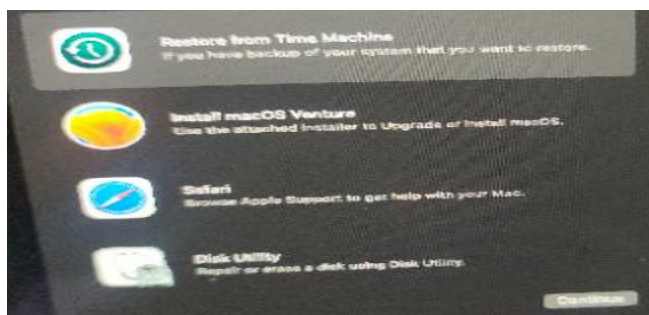 Restore from Time Machine
If you have backup of your system that you want to restore.
Install macOS Venture
Use the attached installer to Upgrade or Install macOS.
Safari
Browse Apple Support to get help with your Mac.
Disk Utility
Repair or erase a disk using Disk Utility.
Continue